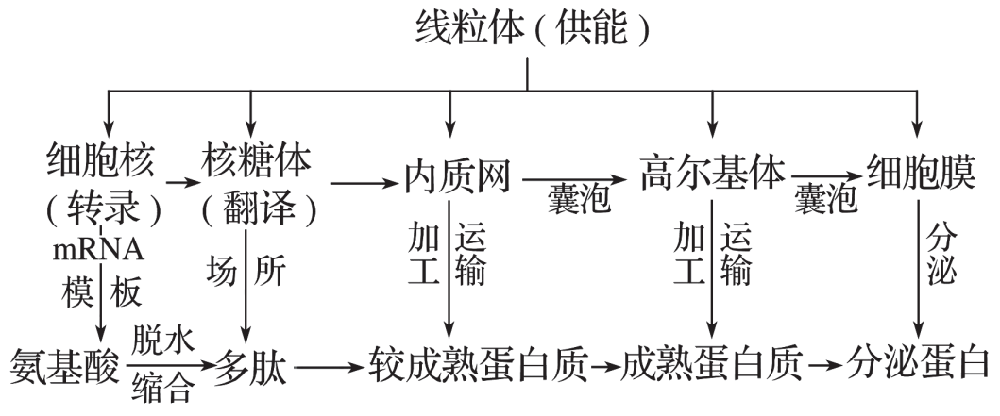 线粒体(供能)
细胞核 核糖体 内质网 高尔基体 细胞膜
(转录) (翻译) 囊泡 囊泡
mRNA 场所 加工 运输 加工 运输 分泌
模板
脱水
氨基酸 多肽 较成熟蛋白质 成熟蛋白质 分泌蛋白
缩合